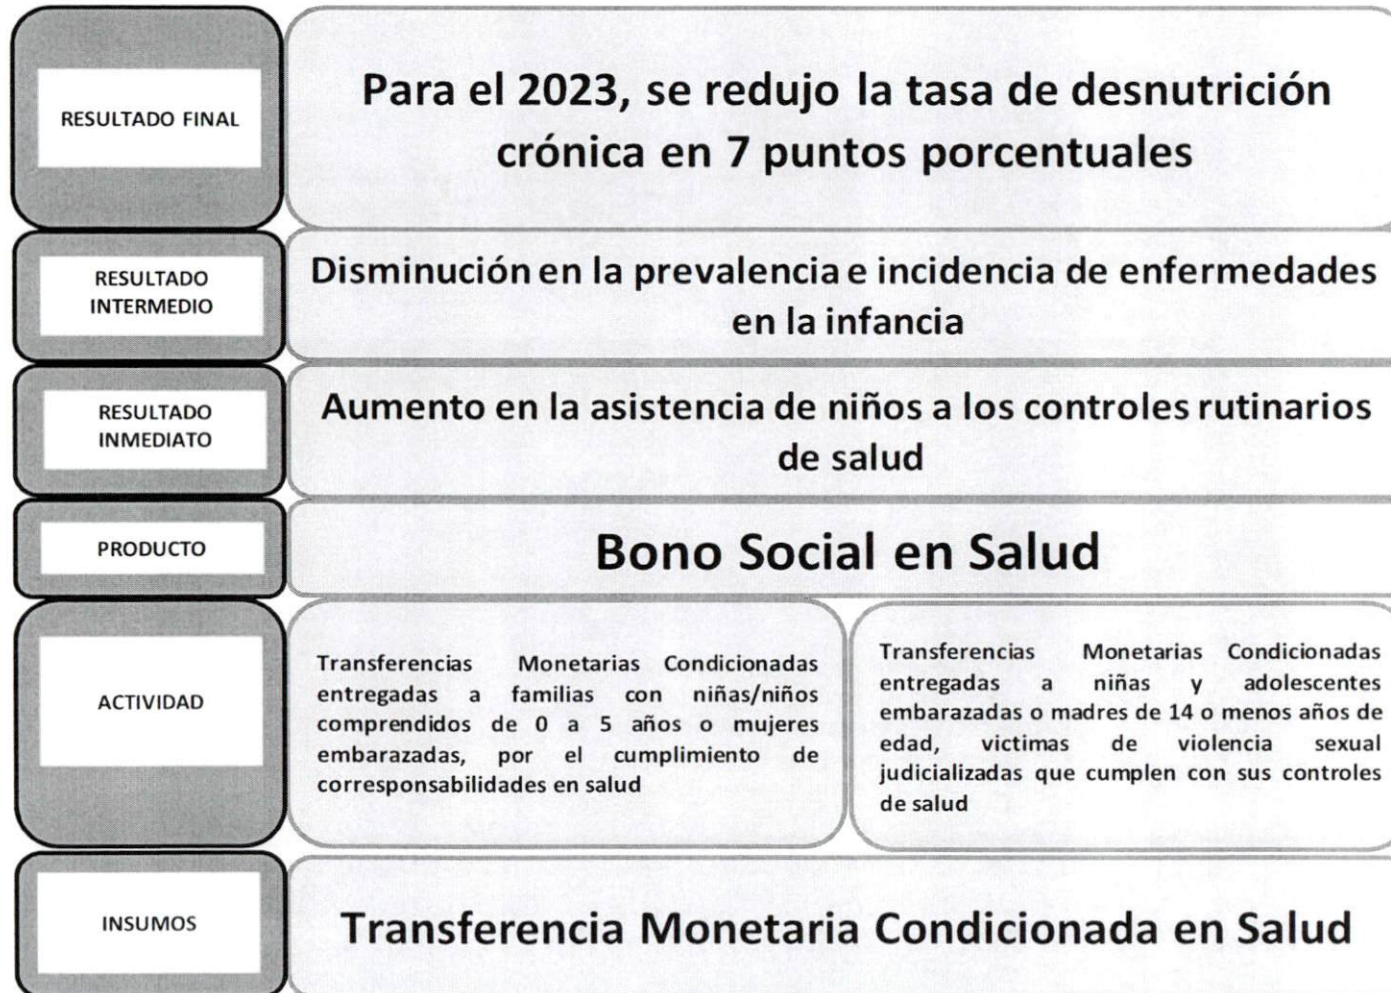 RESULTADO FINAL
Para el 2023, se redujo la tasa de desnutrición
crónica en 7 puntos porcentuales
RESULTADO
INTERMEDIO
Disminución en la prevalencia e incidencia de enfermedades
en la infancia
RESULTADO
INMEDIATO
Aumento en la asistencia de niños a los controles rutinarios
de salud
PRODUCTO
Bono Social en Salud
ACTIVIDAD
Transferencias Monetarias Condicionadas
entregadas a familias con niñas/niños
comprendidos de 0 a 5 años o mujeres
embarazadas, por el cumplimiento de
corresponsabilidades en salud
Transferencias Monetarias Condicionadas
entregadas a niñas y adolescentes
embarazadas o madres de 14 o menos años de
edad, victimas de violencia sexual
judicializadas que cumplen con sus controles
de salud
INSUMOS
Transferencia Monetaria Condicionada en Salud